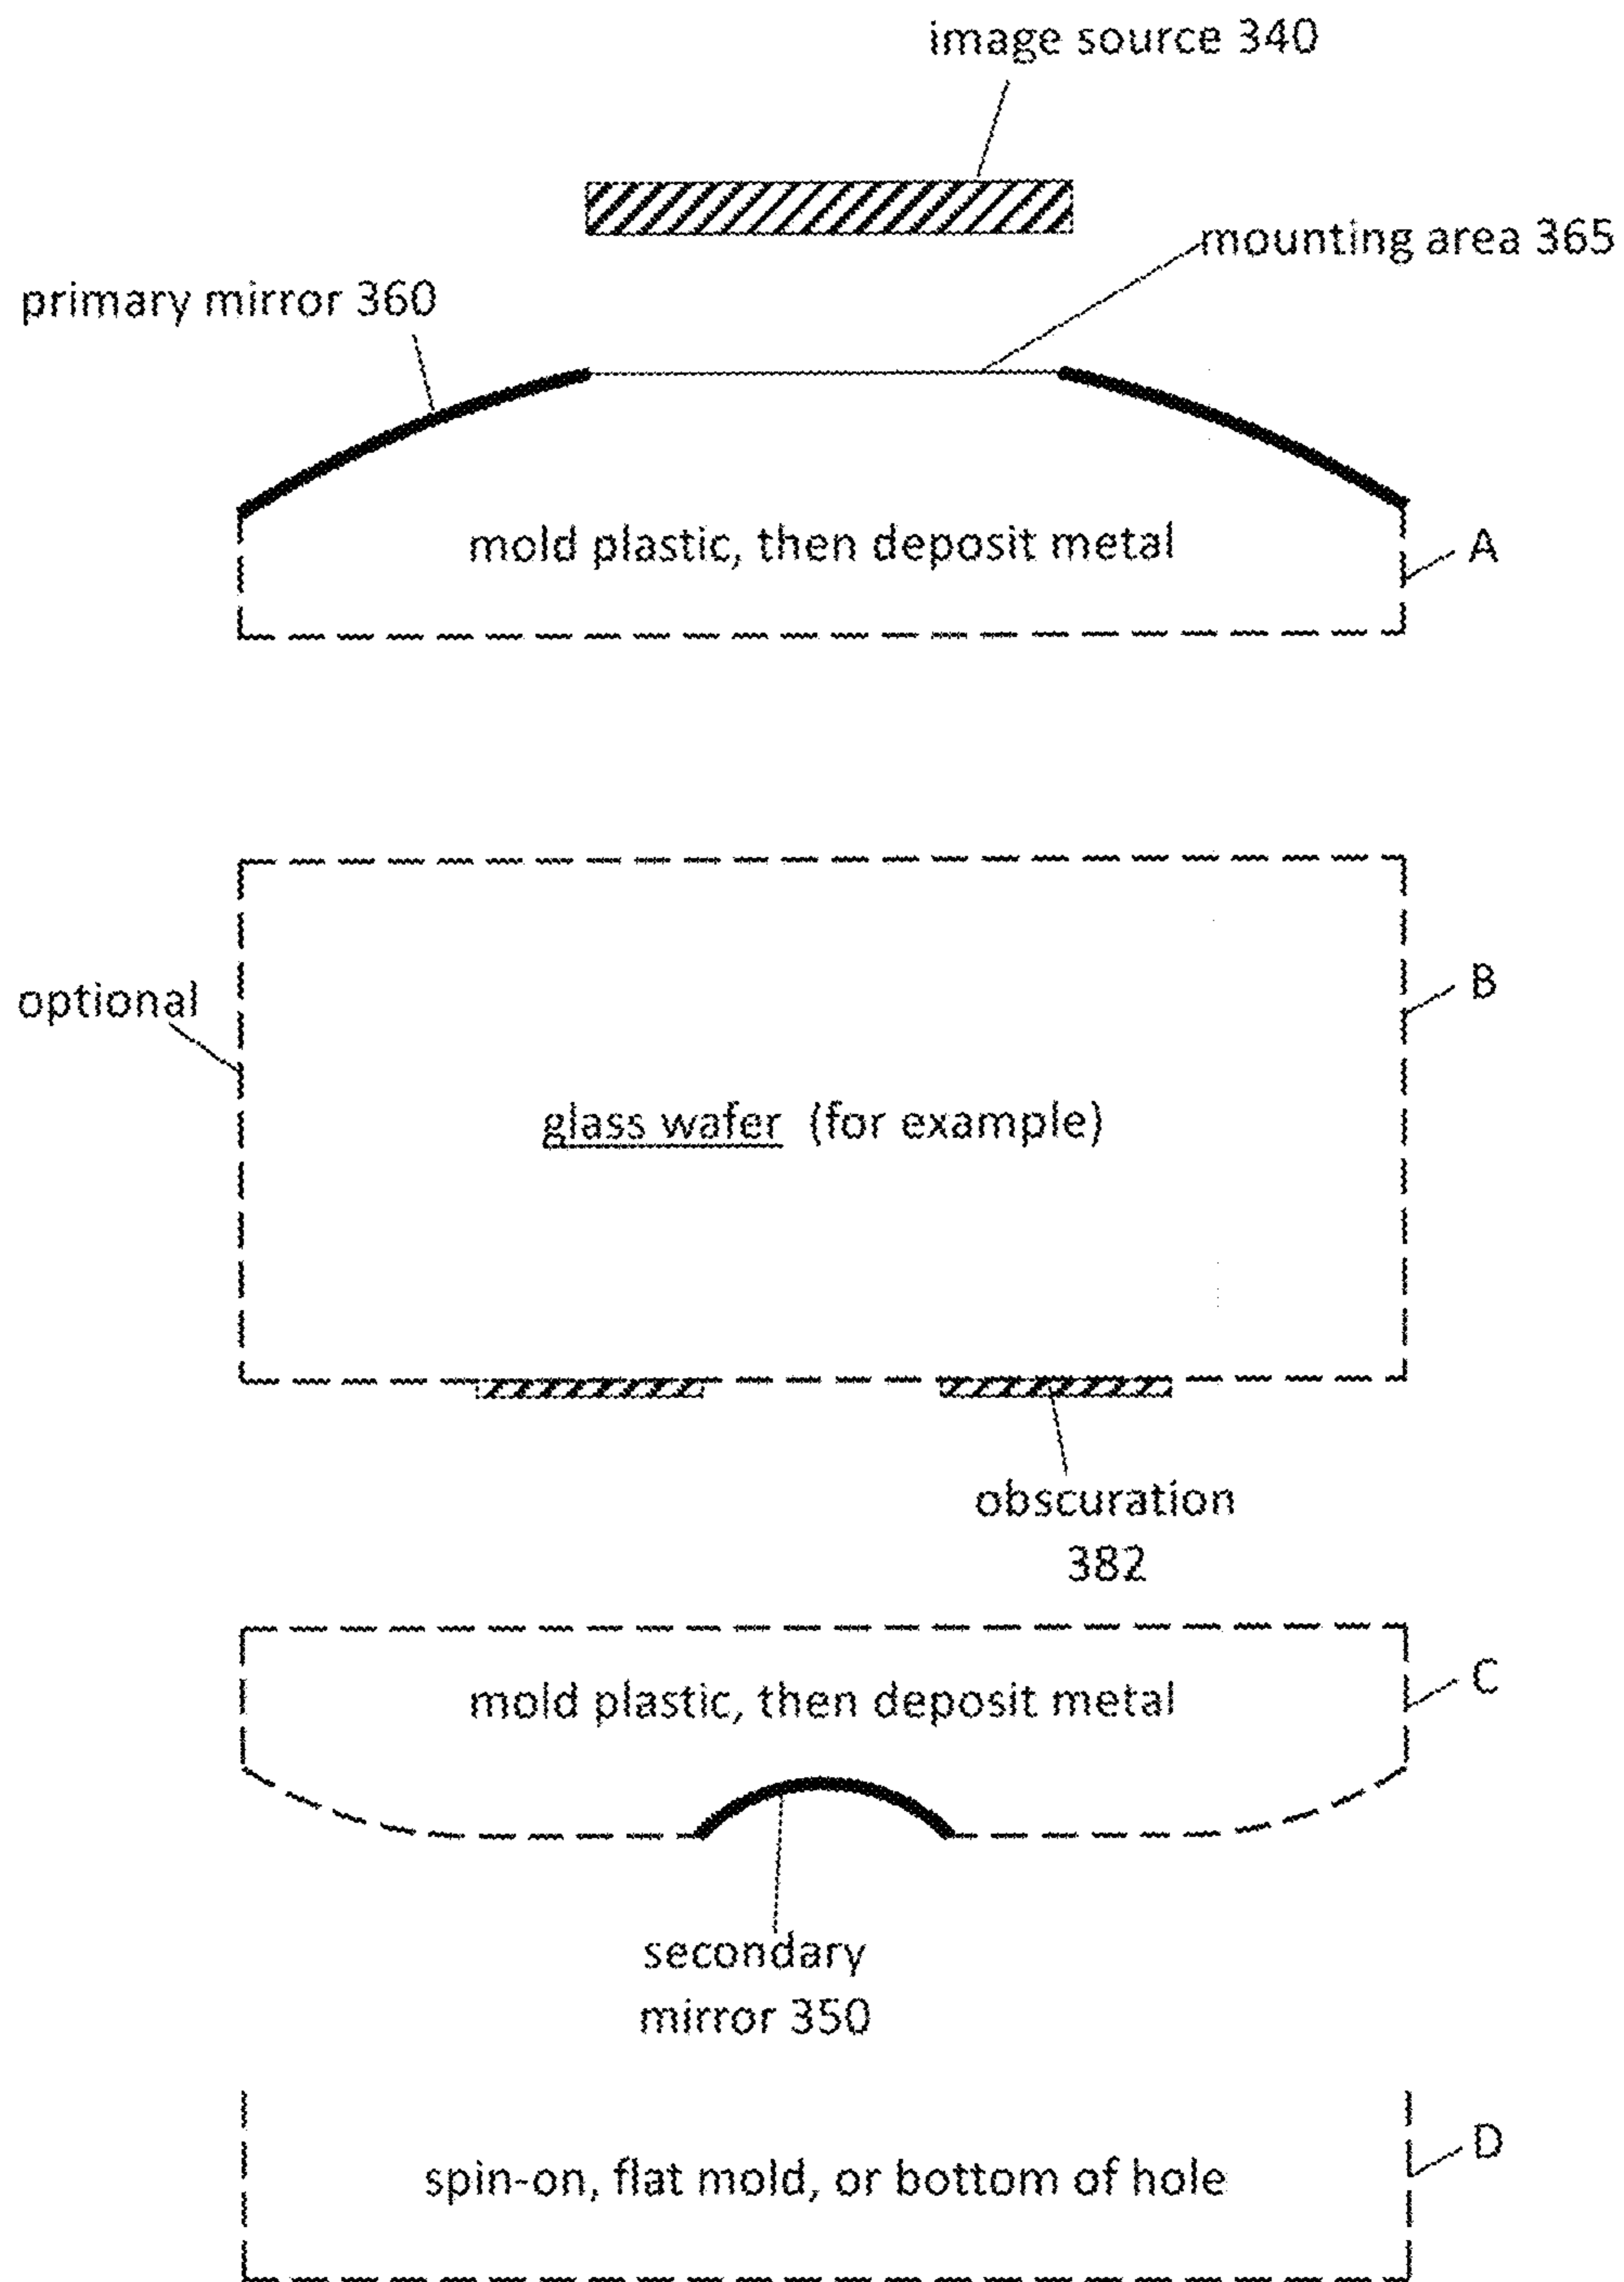 image source 340
mounting area 365
primary mirror 360
mold plastic, then deposit metal
A
optional
B
glass wafer (for example)
obscuration
382
C
mold plastic, then deposit metal
secondary
mirror 350
D
spin-on, flat mold, or bottom of hole